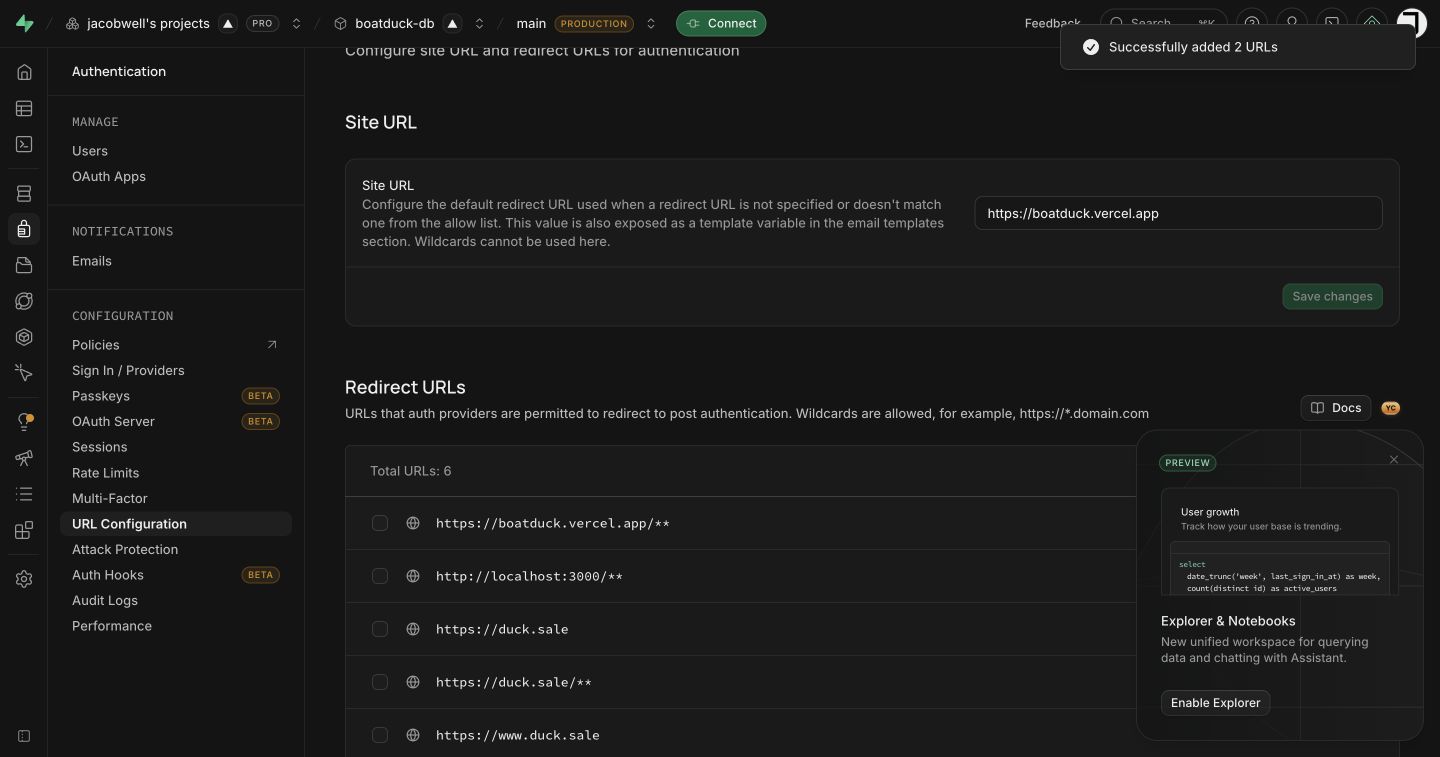 jacobwell's projects PRO boatduck-db main PRODUCTION Connect Feedback Search ⌘K
Successfully added 2 URLs
Configure site URL and redirect URLs for authentication
Authentication
MANAGE
Users
OAuth Apps
NOTIFICATIONS
Emails
CONFIGURATION
Policies
Sign In / Providers
Passkeys BETA
OAuth Server BETA
Sessions
Rate Limits
Multi-Factor
URL Configuration
Attack Protection
Auth Hooks BETA
Audit Logs
Performance
Site URL
Site URL
Configure the default redirect URL used when a redirect URL is not specified or doesn't match
one from the allow list. This value is also exposed as a template variable in the email templates
section. Wildcards cannot be used here.
https://boatduck.vercel.app
Save changes
Redirect URLs
URLs that auth providers are permitted to redirect to post authentication. Wildcards are allowed, for example, https://*.domain.com
Docs
YC
Total URLs: 6
https://boatduck.vercel.app/**
http://localhost:3000/**
https://duck.sale
https://duck.sale/**
https://www.duck.sale
PREVIEW
User growth
Track how your user base is trending.
select
date_trunc('week', last_sign_in_at) as week,
count(distinct id) as active_users
Explorer & Notebooks
New unified workspace for querying
data and chatting with Assistant.
Enable Explorer